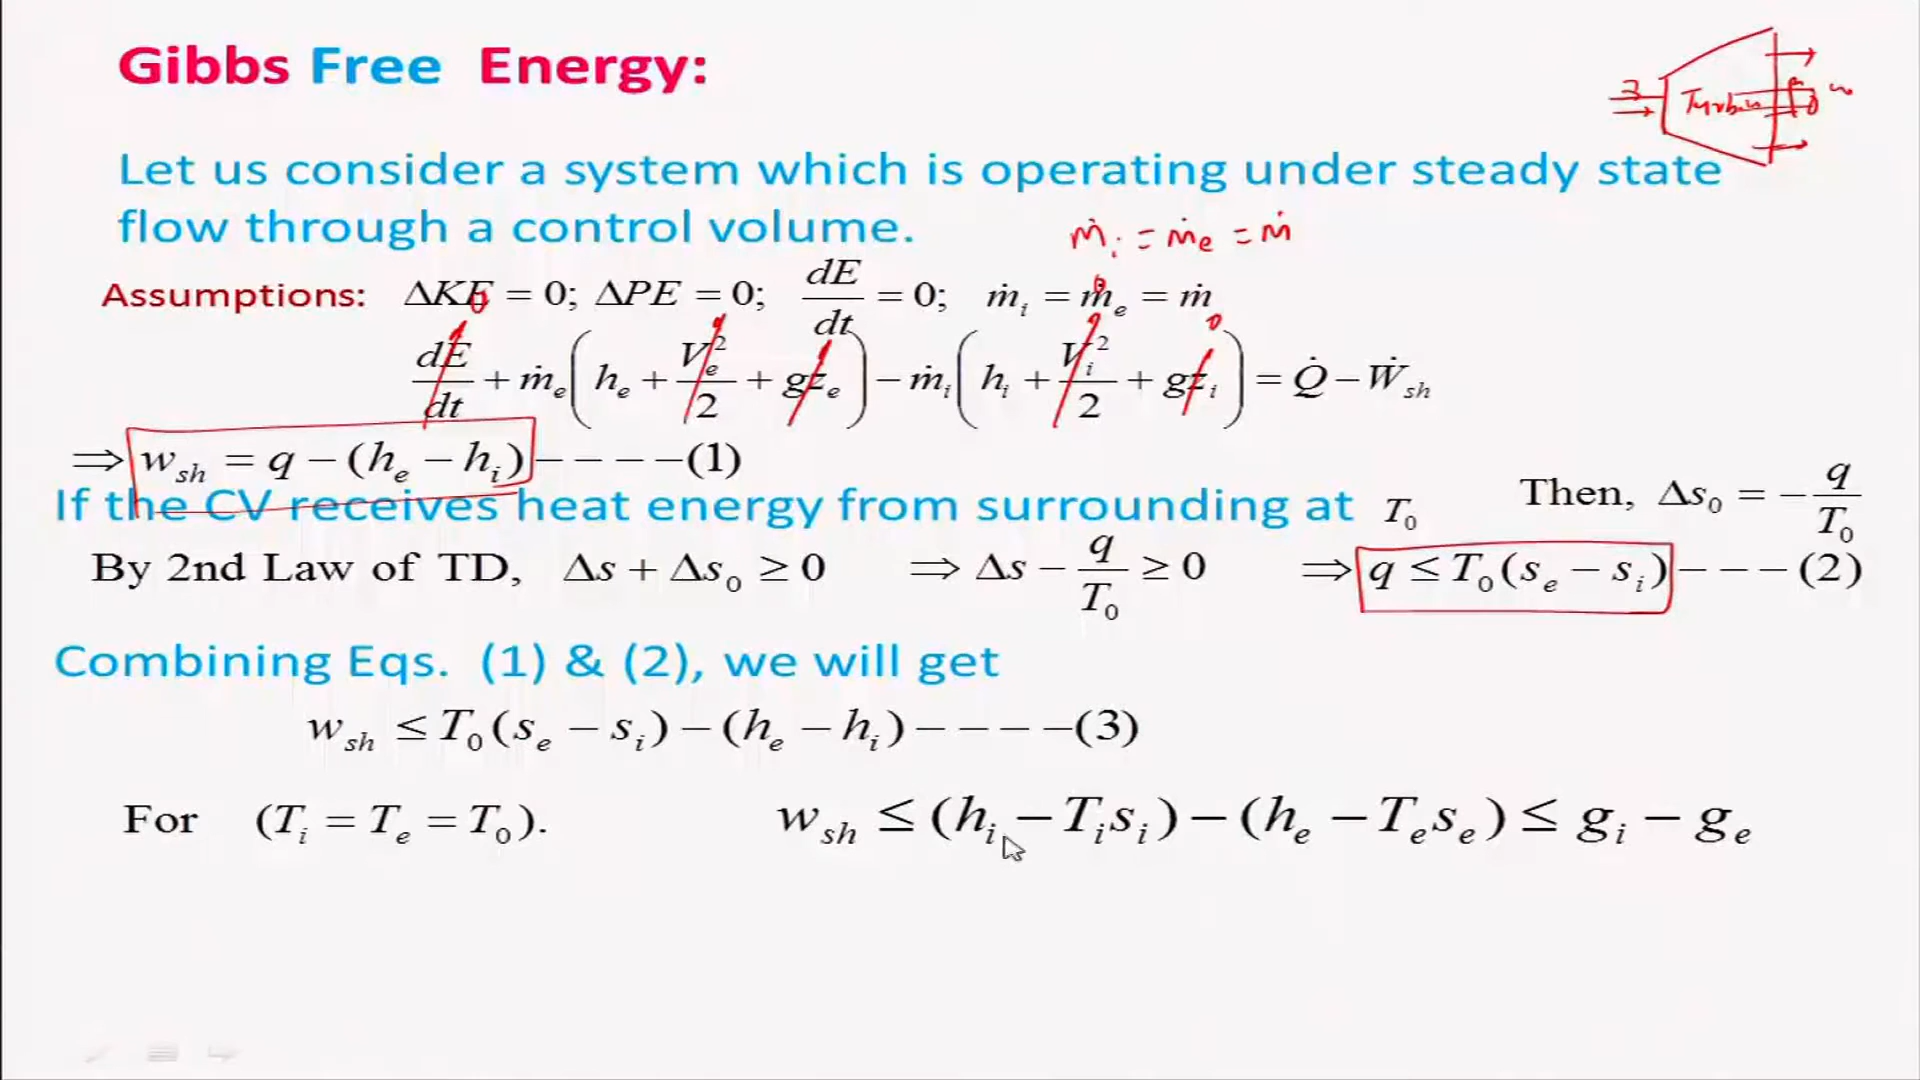 Gibbs Free Energy:
Turbin
Let us consider a system which is operating under steady state
flow through a control volume.
ṁᵢ = ṁₑ = ṁ
Assumptions: ΔKE = 0; ΔPE = 0; dE/dt = 0; ṁᵢ = ṁₑ = ṁ
dE/dt + ṁₑ(hₑ + Vₑ²/2 + gzₑ) − ṁᵢ(hᵢ + Vᵢ²/2 + gzᵢ) = Q̇ − Ẇ_sh
⇒ w_sh = q − (hₑ − hᵢ) − − − − −(1)
If the CV receives heat energy from surrounding at T₀ Then, Δs₀ = − q/T₀
By 2nd Law of TD, Δs + Δs₀ ≥ 0 ⇒ Δs − q/T₀ ≥ 0 ⇒ q ≤ T₀(sₑ − sᵢ) − − − (2)
Combining Eqs. (1) & (2), we will get
w_sh ≤ T₀(sₑ − sᵢ) − (hₑ − hᵢ) − − − −(3)
For (Tᵢ = Tₑ = T₀). w_sh ≤ (hᵢ − Tᵢsᵢ) − (hₑ − Tₑsₑ) ≤ gᵢ − gₑ